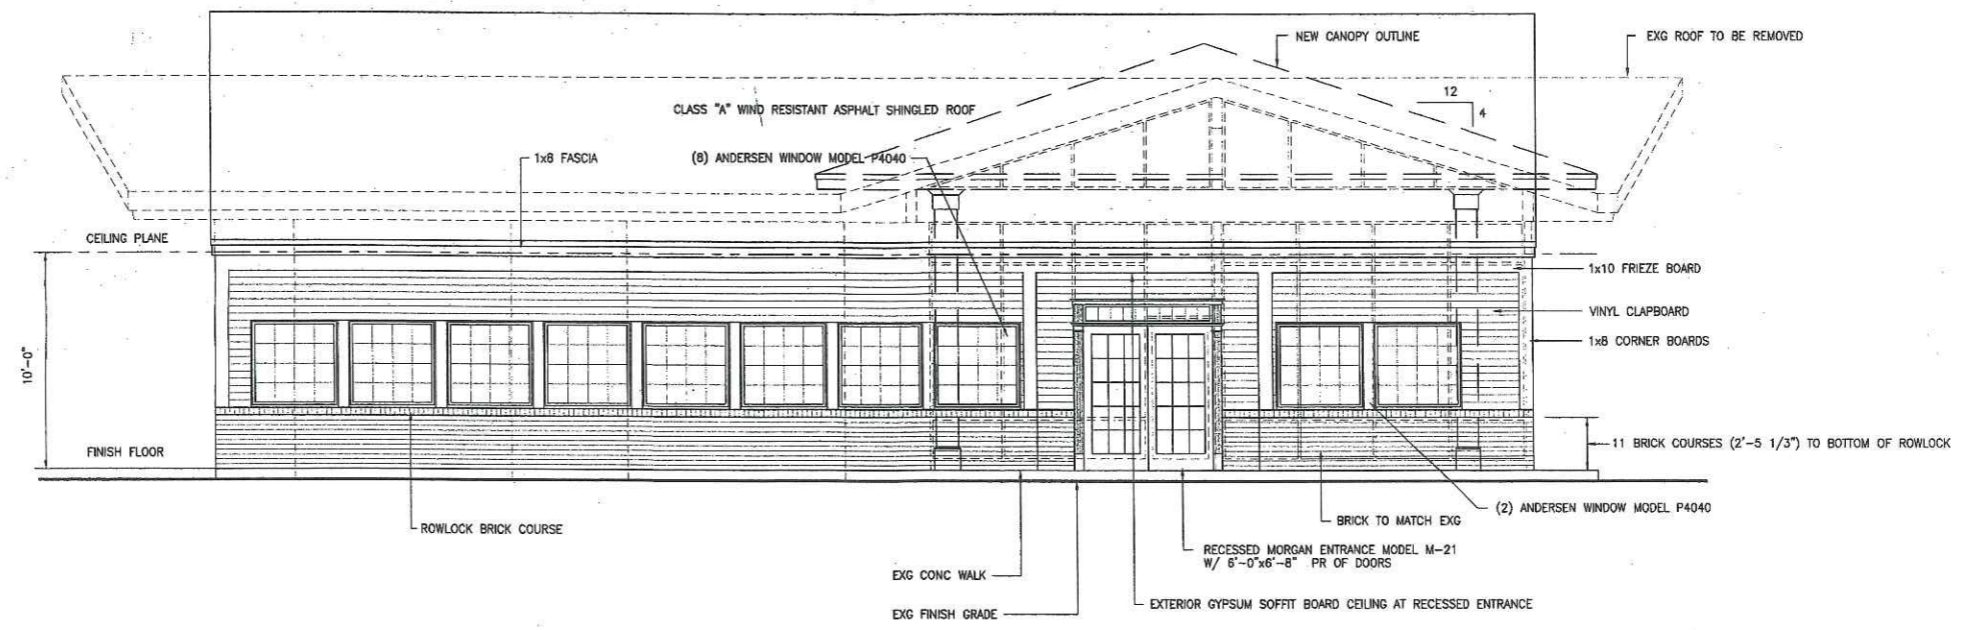 NEW CANOPY OUTLINE
EXG ROOF TO BE REMOVED
12
4
CLASS "A" WIND RESISTANT ASPHALT SHINGLED ROOF
1x8 FASCIA
(8) ANDERSEN WINDOW MODEL P4040
CEILING PLANE
1x10 FRIEZE BOARD
VINYL CLAPBOARD
1x8 CORNER BOARDS
10'-0"
FINISH FLOOR
11 BRICK COURSES (2'-5 1/3") TO BOTTOM OF ROWLOCK
(2) ANDERSEN WINDOW MODEL P4040
BRICK TO MATCH EXG
ROWLOCK BRICK COURSE
RECESSED MORGAN ENTRANCE MODEL M-21
W/ 6'-0"x6'-8" PR OF DOORS
EXG CONC WALK
EXTERIOR GYPSUM SOFFIT BOARD CEILING AT RECESSED ENTRANCE
EXG FINISH GRADE